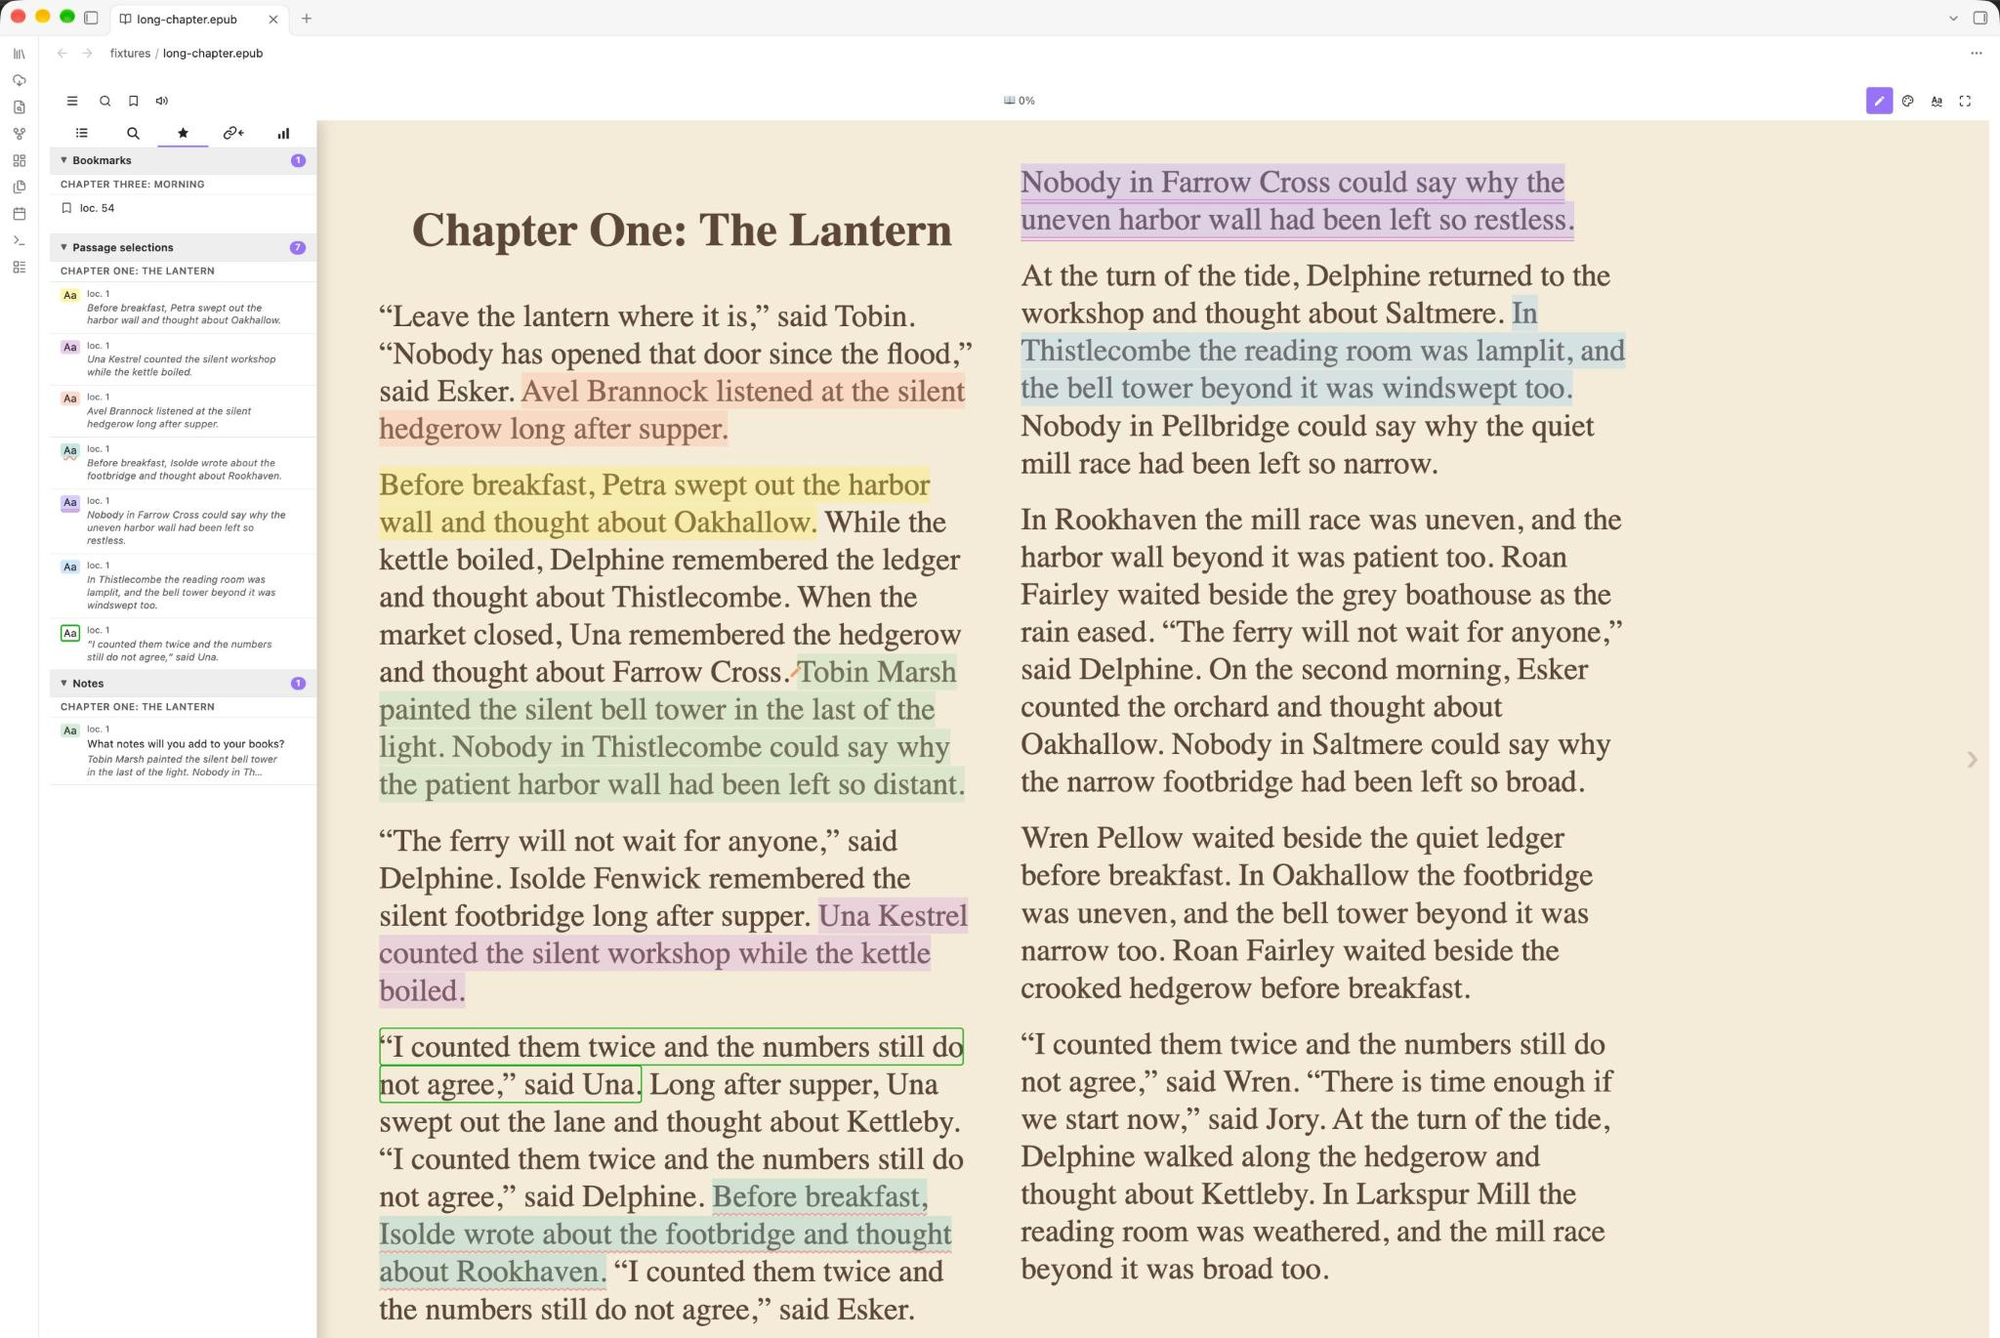 long-chapter.epub
fixtures / long-chapter.epub
0%
Bookmarks 1
CHAPTER THREE: MORNING
loc. 54
Passage selections 7
CHAPTER ONE: THE LANTERN
Aa loc. 1
Before breakfast, Petra swept out the
harbor wall and thought about Oakhallow.
Aa loc. 1
Una Kestrel counted the silent workshop
while the kettle boiled.
Aa loc. 1
Avel Brannock listened at the silent
hedgerow long after supper.
Aa loc. 1
Before breakfast, Isolde wrote about the
footbridge and thought about Rookhaven.
Aa loc. 1
Nobody in Farrow Cross could say why the
uneven harbor wall had been left so
restless.
Aa loc. 1
In Thistlecombe the reading room was
lamplit, and the bell tower beyond it was
windswept too.
Aa loc. 1
“I counted them twice and the numbers
still do not agree,” said Una.
Notes 1
CHAPTER ONE: THE LANTERN
Aa loc. 1
What notes will you add to your books?
Tobin Marsh painted the silent bell tower
in the last of the light. Nobody in Th...
Aa
Chapter One: The Lantern
“Leave the lantern where it is,” said Tobin.
“Nobody has opened that door since the flood,”
said Esker. Avel Brannock listened at the silent
hedgerow long after supper.
Before breakfast, Petra swept out the harbor
wall and thought about Oakhallow. While the
kettle boiled, Delphine remembered the ledger
and thought about Thistlecombe. When the
market closed, Una remembered the hedgerow
and thought about Farrow Cross. Tobin Marsh
painted the silent bell tower in the last of the
light. Nobody in Thistlecombe could say why
the patient harbor wall had been left so distant.
“The ferry will not wait for anyone,” said
Delphine. Isolde Fenwick remembered the
silent footbridge long after supper. Una Kestrel
counted the silent workshop while the kettle
boiled.
“I counted them twice and the numbers still do
not agree,” said Una. Long after supper, Una
swept out the lane and thought about Kettleby.
“I counted them twice and the numbers still do
not agree,” said Delphine. Before breakfast,
Isolde wrote about the footbridge and thought
about Rookhaven. “I counted them twice and
the numbers still do not agree,” said Esker.
Nobody in Farrow Cross could say why the
uneven harbor wall had been left so restless.
At the turn of the tide, Delphine returned to the
workshop and thought about Saltmere. In
Thistlecombe the reading room was lamplit, and
the bell tower beyond it was windswept too.
Nobody in Pellbridge could say why the quiet
mill race had been left so narrow.
In Rookhaven the mill race was uneven, and the
harbor wall beyond it was patient too. Roan
Fairley waited beside the grey boathouse as the
rain eased. “The ferry will not wait for anyone,”
said Delphine. On the second morning, Esker
counted the orchard and thought about
Oakhallow. Nobody in Saltmere could say why
the narrow footbridge had been left so broad.
Wren Pellow waited beside the quiet ledger
before breakfast. In Oakhallow the footbridge
was uneven, and the bell tower beyond it was
narrow too. Roan Fairley waited beside the
crooked hedgerow before breakfast.
“I counted them twice and the numbers still do
not agree,” said Wren. “There is time enough if
we start now,” said Jory. At the turn of the tide,
Delphine walked along the hedgerow and
thought about Kettleby. In Larkspur Mill the
reading room was weathered, and the mill race
beyond it was broad too.